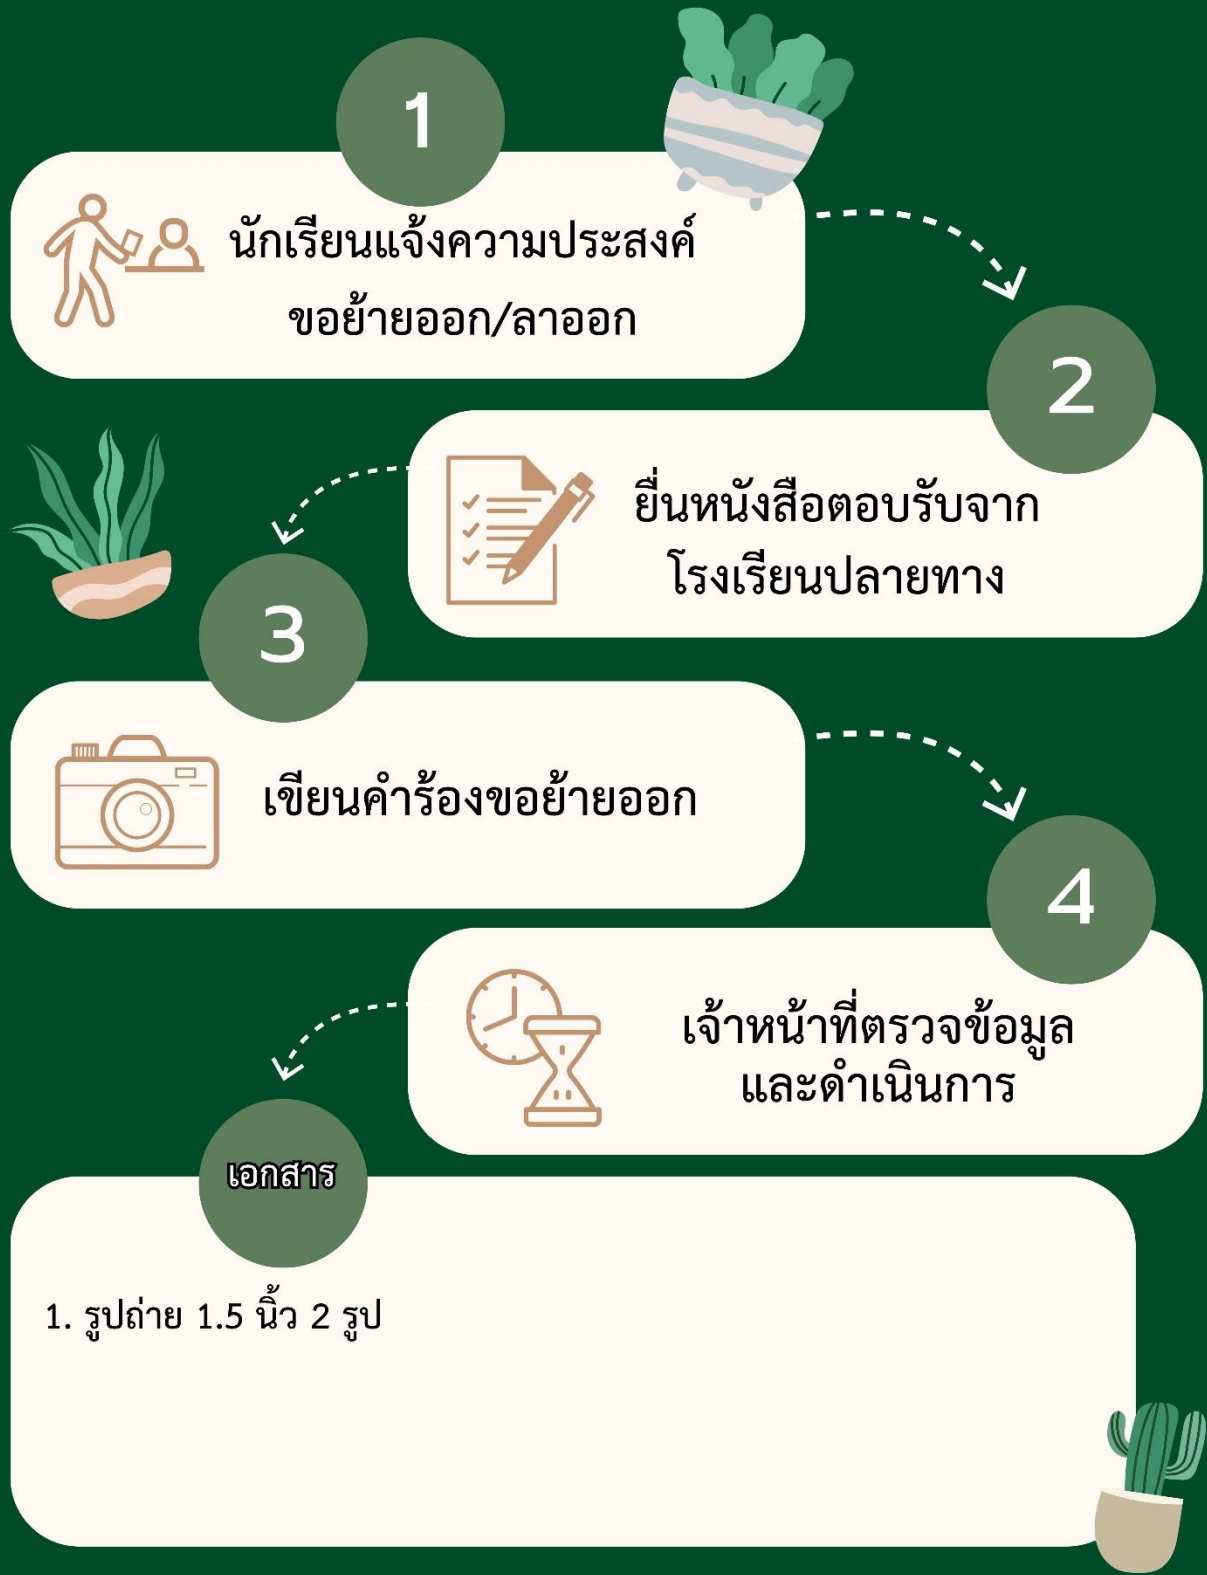 1
นักเรียนแจ้งความประสงค์
ขอย้ายออก/ลาออก
2
ยื่นหนังสือตอบรับจาก
โรงเรียนปลายทาง
3
เขียนคำร้องขอย้ายออก
4
เจ้าหน้าที่ตรวจข้อมูล
และดำเนินการ
เอกสาร
1. รูปถ่าย 1.5 นิ้ว 2 รูป